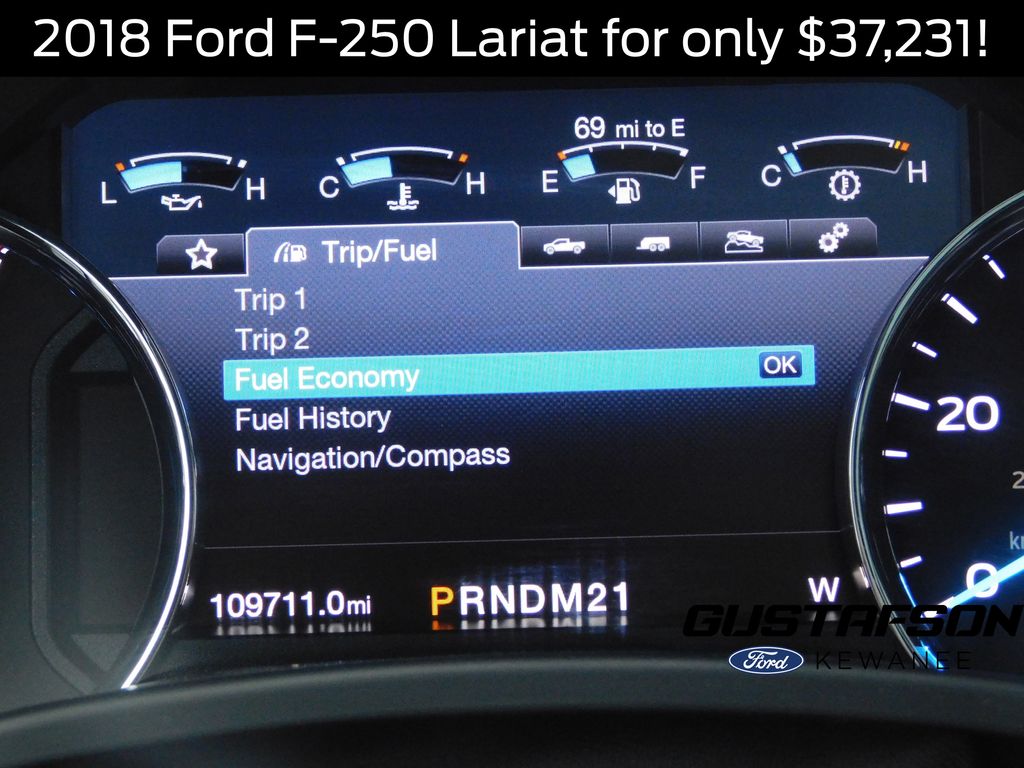 2018 Ford F-250 Lariat for only $37,231!
69 mi to E
L H C H E F C H
Trip/Fuel
Trip 1
Trip 2
Fuel Economy OK
Fuel History
Navigation/Compass
20
0
109711.0mi PRNDM21 W
GUSTAFSON
Ford KEWANEE